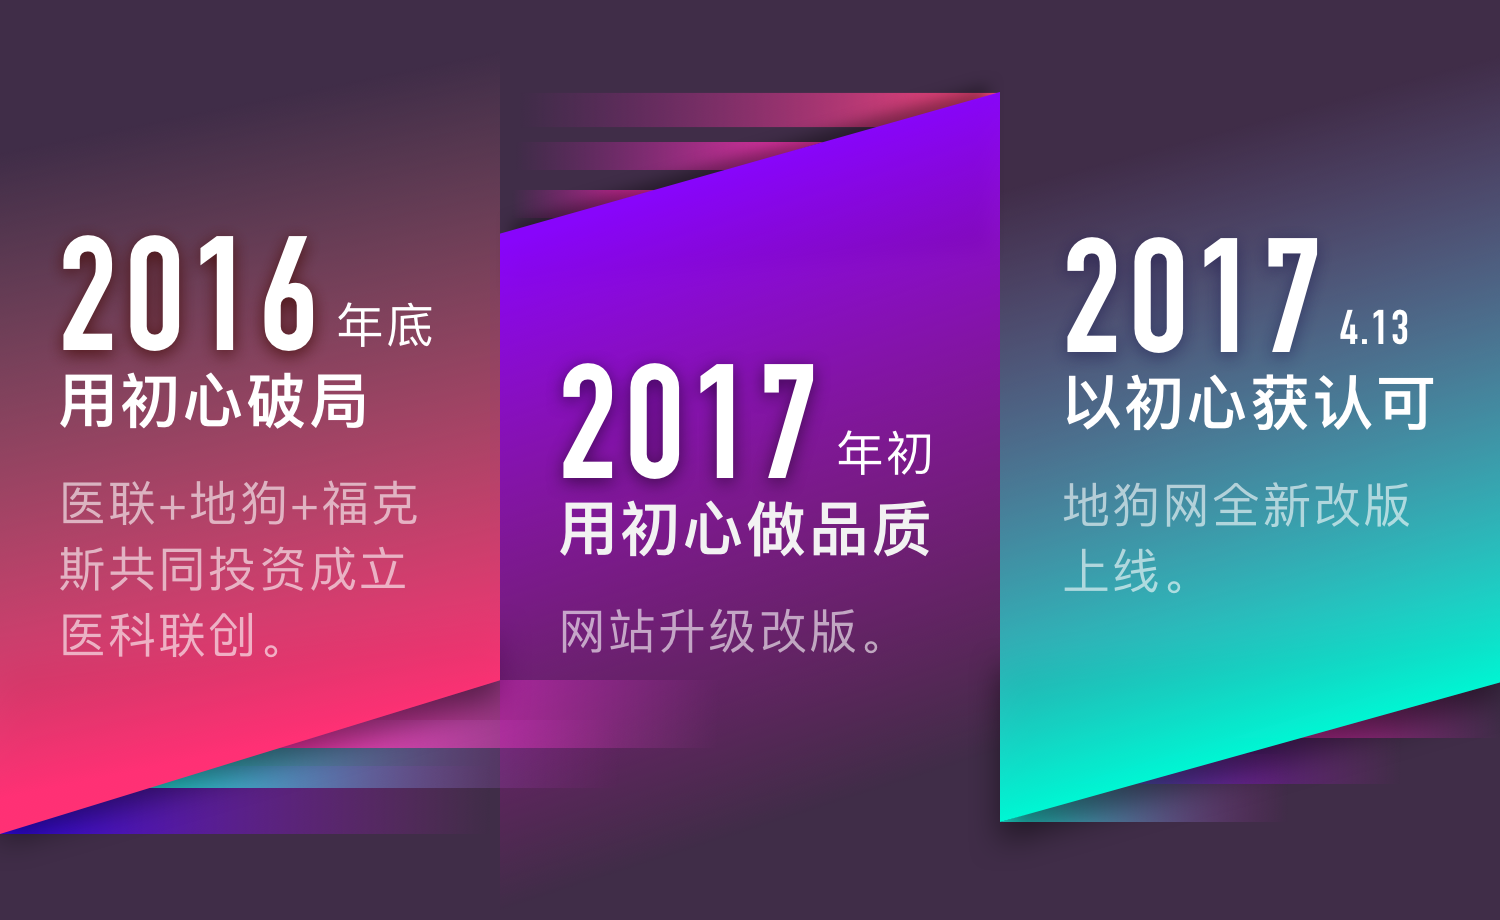 2016 年底
用初心破局
医联+地狗+福克
斯共同投资成立
医科联创。
2017 年初
用初心做品质
网站升级改版。
2017 4.13
以初心获认可
地狗网全新改版
上线。